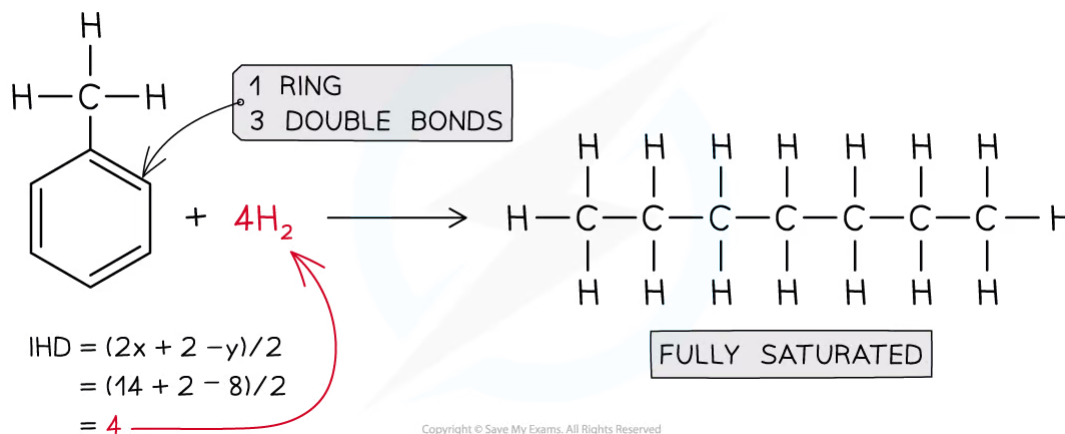 H
H—C—H
1 RING
3 DOUBLE BONDS
+ 4H₂
H H H H H H H
H—C—C—C—C—C—C—C—H
H H H H H H H
IHD = (2x + 2 −y)/2
= (14 + 2 − 8)/2
= 4
FULLY SATURATED
Copyright © Save My Exams. All Rights Reserved